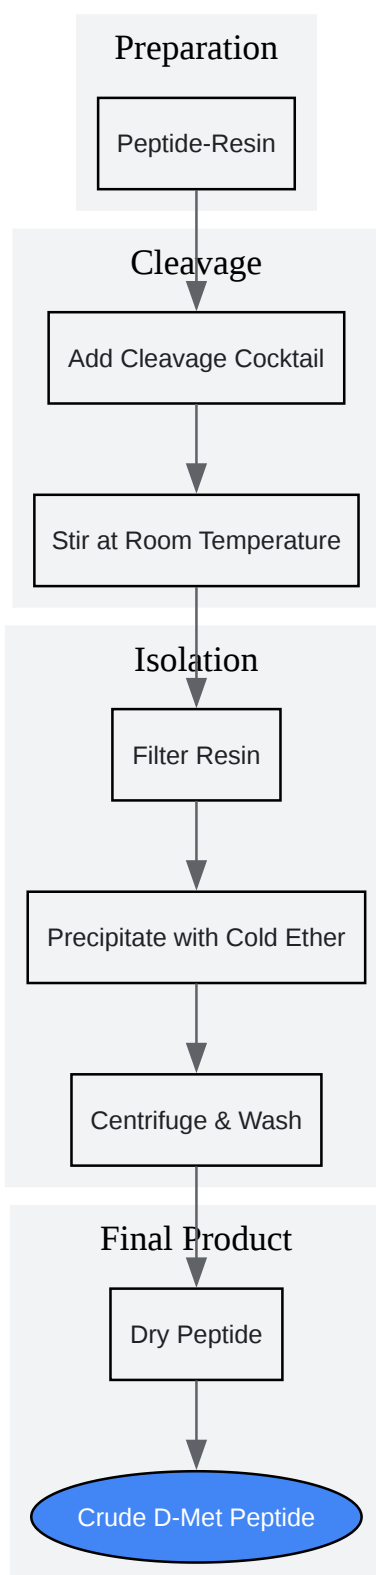 Preparation
Peptide-Resin
Cleavage
Add Cleavage Cocktail
Stir at Room Temperature
Isolation
Filter Resin
Precipitate with Cold Ether
Centrifuge & Wash
Final Product
Dry Peptide
Crude D-Met Peptide